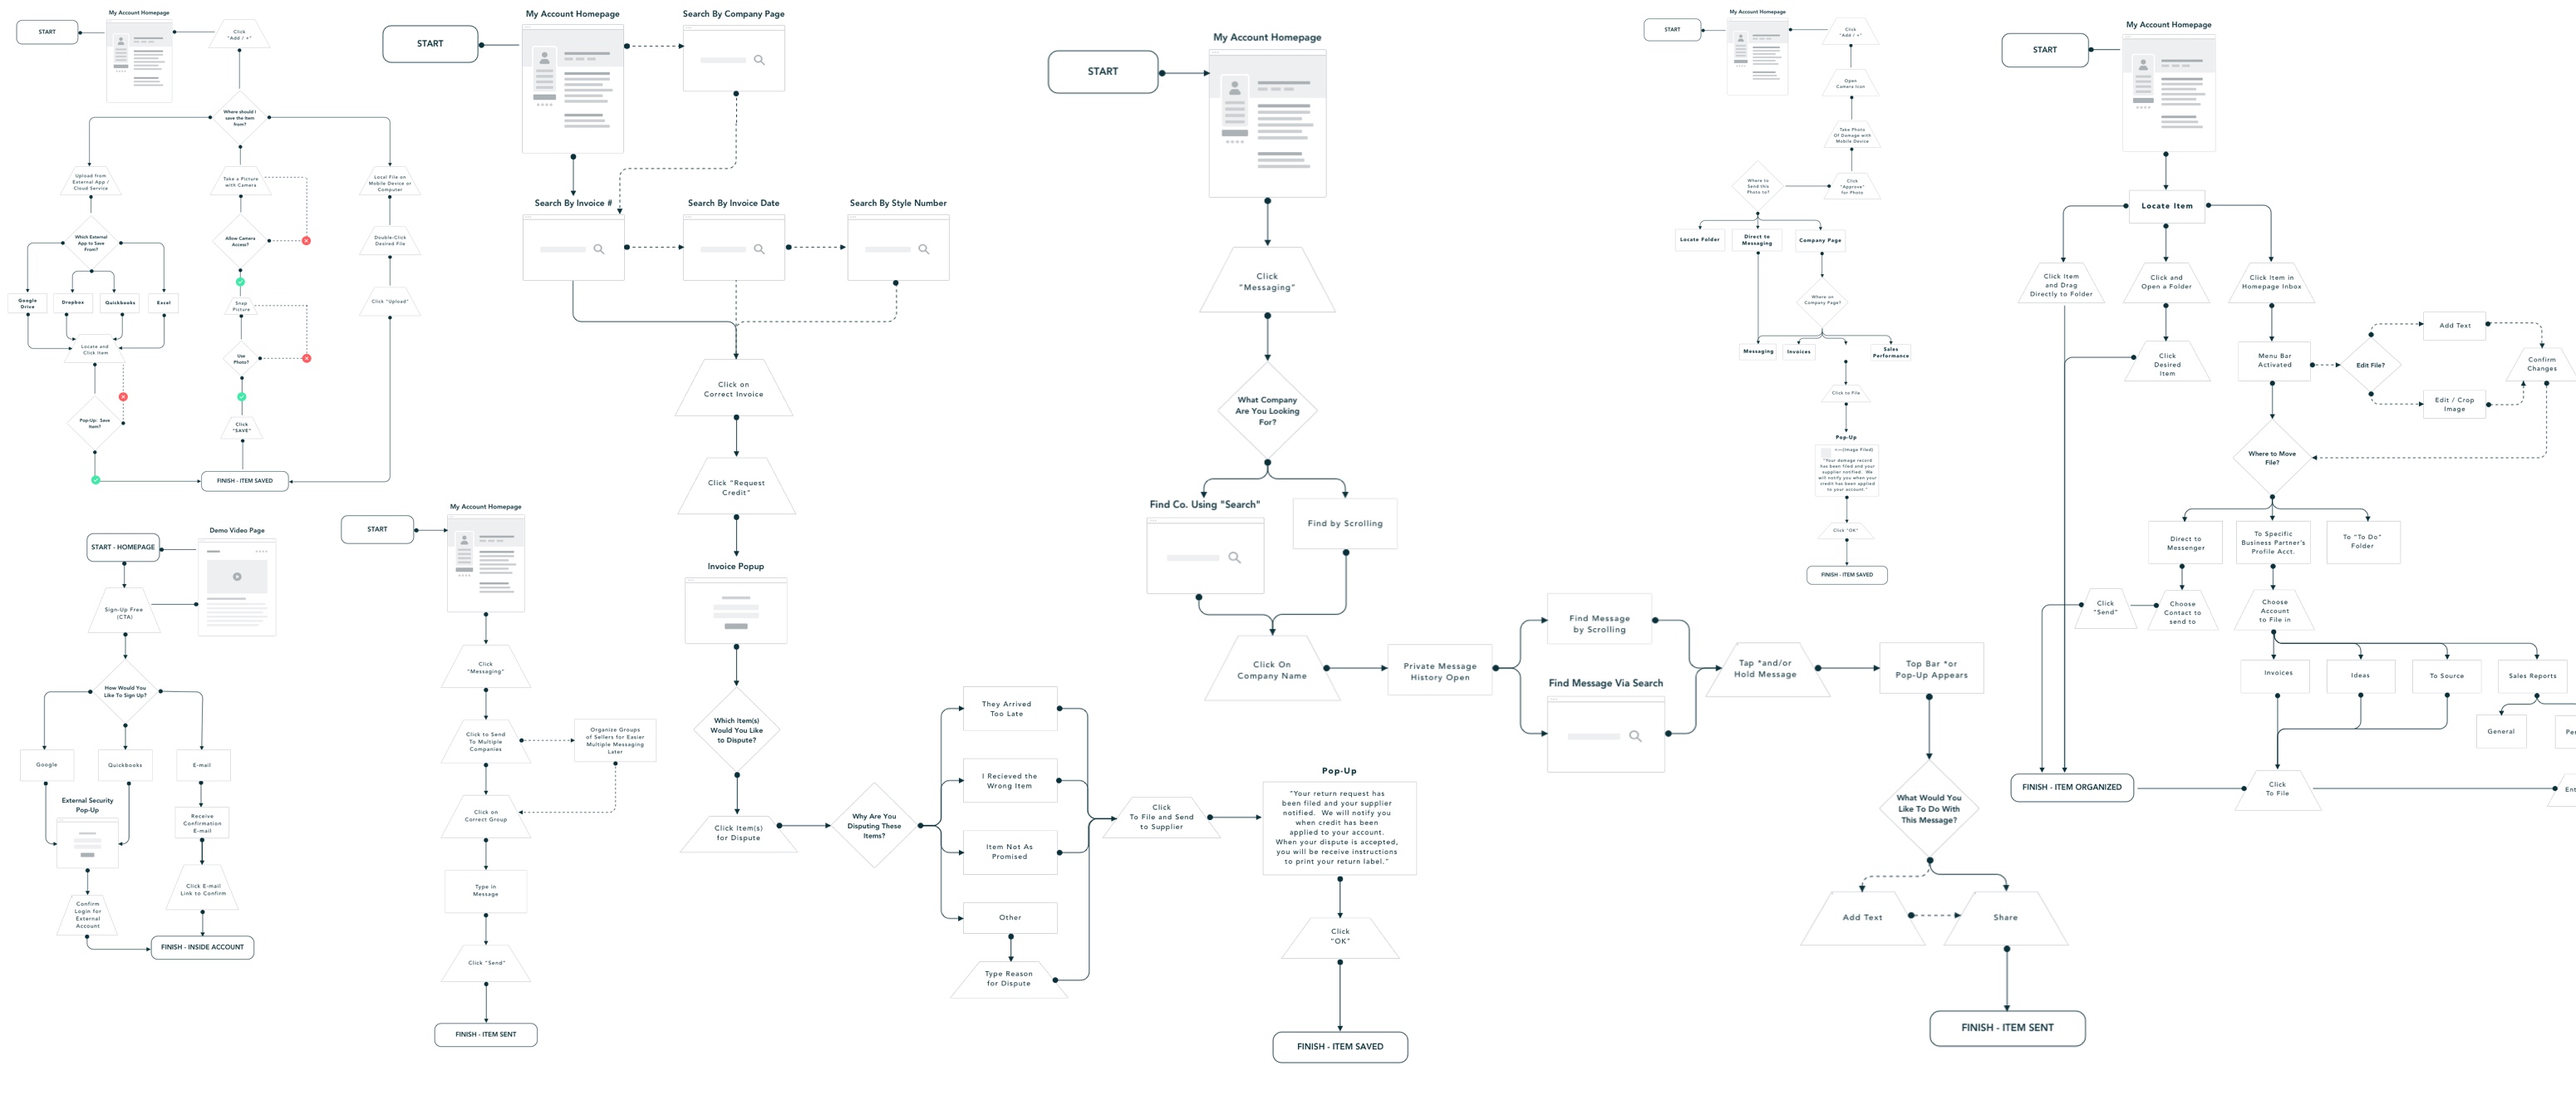 My Account Homepage
START
Click
"Add / +"
Where should I
save the Item
from?
Upload from
External App /
Cloud Service
Take a Picture
with Camera
Local File on
Mobile Device or
Computer
Which External
App to Save
From?
Allow Camera
Access?
Double-Click
Desired File
Google
Drive
Dropbox
Quickbooks
Excel
Snap
Picture
Click "Upload"
Locate and
Click Item
Use
Photo?
Pop-Up: Save
Item?
Click
"SAVE"
FINISH - ITEM SAVED
START - HOMEPAGE
Demo Video Page
Sign-Up Free
(CTA)
How Would You
Like To Sign Up?
Google
Quickbooks
E-mail
External Security
Pop-Up
Receive
Confirmation
E-mail
Click E-mail
Link to Confirm
Confirm
Login for
External
Account
FINISH - INSIDE ACCOUNT
START
My Account Homepage
Search By Company Page
Search By Invoice #
Search By Invoice Date
Search By Style Number
Click on
Correct Invoice
Click "Request
Credit"
Invoice Popup
Which Item(s)
Would You Like
to Dispute?
Click Item(s)
for Dispute
Why Are You
Disputing These
Items?
They Arrived
Too Late
I Recieved the
Wrong Item
Item Not As
Promised
Other
Type Reason
for Dispute
Click
To File and Send
to Supplier
Pop-Up
"Your return request has
been filed and your supplier
notified. We will notify you
when credit has been
applied to your account.
When your dispute is accepted,
you will be receive instructions
to print your return label."
Click
"OK"
FINISH - ITEM SAVED
START
My Account Homepage
Click
"Messaging"
Click to Send
To Multiple
Companies
Organize Groups
of Sellers for Easier
Multiple Messaging
Later
Click on
Correct Group
Type in
Message
Click "Send"
FINISH - ITEM SENT
START
My Account Homepage
Click
"Messaging"
What Company
Are You Looking
For?
Find Co. Using "Search"
Find by Scrolling
Click On
Company Name
Private Message
History Open
Find Message
by Scrolling
Find Message Via Search
Tap *and/or
Hold Message
Top Bar *or
Pop-Up Appears
What Would You
Like To Do With
This Message?
Add Text
Share
FINISH - ITEM SENT
START
My Account Homepage
Click
"Add / +"
Open
Camera Icon
Take Photo
Of Damage with
Mobile Device
Click
"Approve"
for Photo
Where to
Send this
Photo to?
Locate Folder
Direct to
Messaging
Company Page
Where on
Company Page?
Messaging
Invoices
Sales
Performance
Click to File
Pop-Up
<---(Image Filed)
"Your damage record
has been filed and your
supplier notified. We
will notify you when your
credit has been applied
to your account."
Click "OK"
FINISH - ITEM SAVED
START
My Account Homepage
Locate Item
Click Item
and Drag
Directly to Folder
Click and
Open a Folder
Click Item in
Homepage Inbox
Click
Desired
Item
Menu Bar
Activated
Edit File?
Add Text
Edit / Crop
Image
Confirm
Changes
Where to Move
File?
Direct to
Messenger
To Specific
Business Partner's
Profile Acct.
To "To Do"
Folder
Click
"Send"
Choose
Contact to
send to
Choose
Account
to File in
Invoices
Ideas
To Source
Sales Reports
General
Click
To File
FINISH - ITEM ORGANIZED